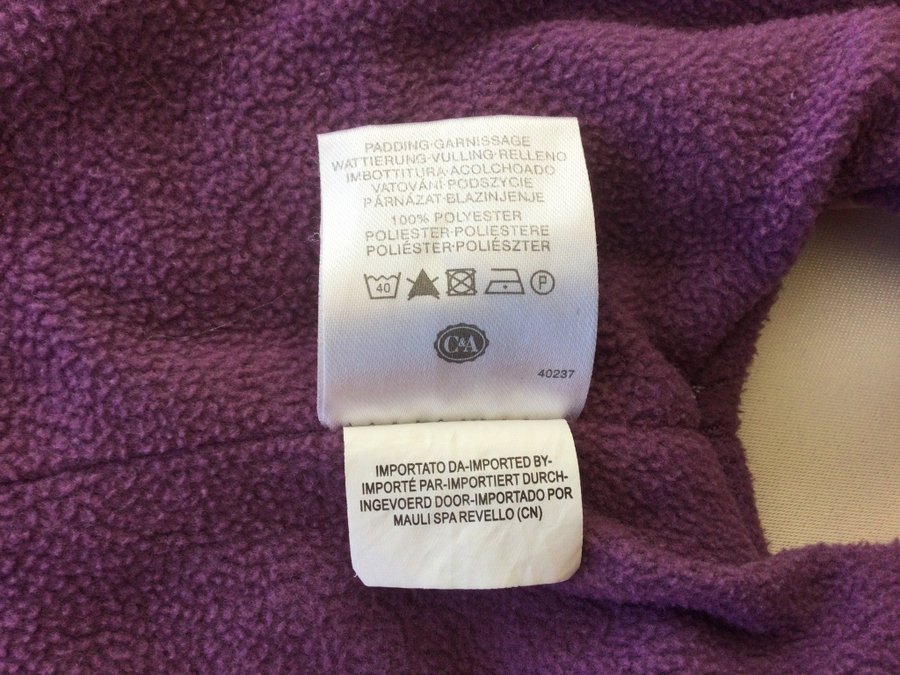 PADDING·GARNISSAGE
WATTIERUNG·VULLING·RELLENO
IMBOTTITURA·ACOLCHOADO
VATOVÁNÍ·PODSZYCIE
PÁRNÁZAT·BLAZINJENJE
100% POLYESTER
POLIESTER·POLIESTERE
POLIÉSTER·POLIÉSZTER
40 P
C&A
40237
IMPORTATO DA-IMPORTED BY-
IMPORTÉ PAR-IMPORTIERT DURCH-
INGEVOERD DOOR-IMPORTADO POR
MAULI SPA REVELLO (CN)